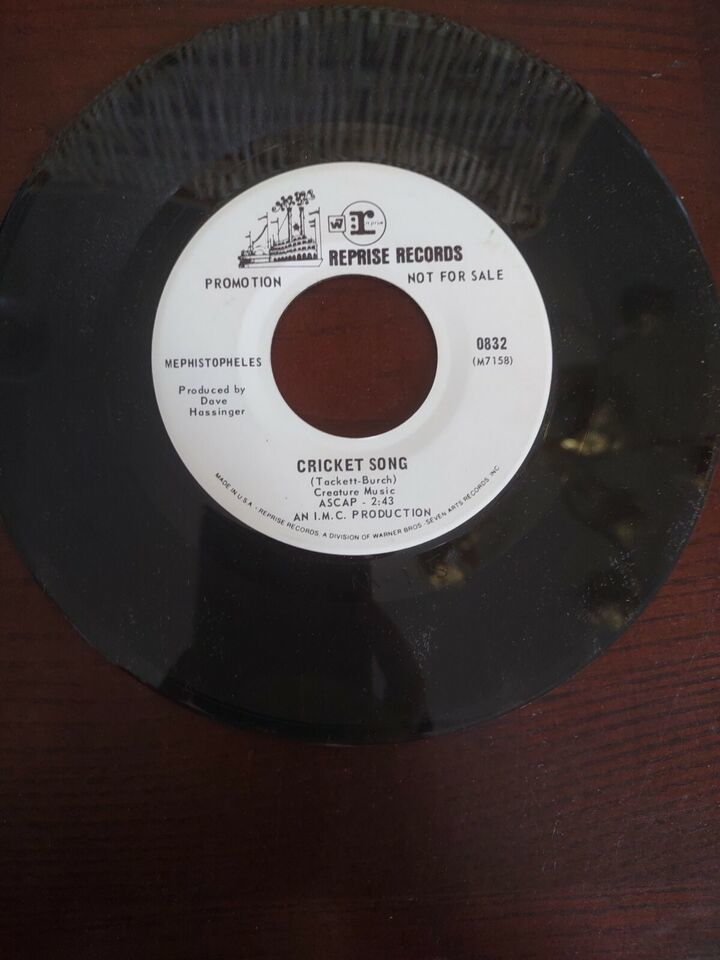 W
r
reprise
REPRISE RECORDS
PROMOTION
NOT FOR SALE
0832
(M7158)
MEPHISTOPHELES
Produced by
Dave
Hassinger
CRICKET SONG
(Tackett-Burch)
Creature Music
ASCAP - 2:43
AN I.M.C. PRODUCTION
MADE IN U.S.A. - REPRISE RECORDS, A DIVISION OF WARNER BROS.-SEVEN ARTS RECORDS, INC.